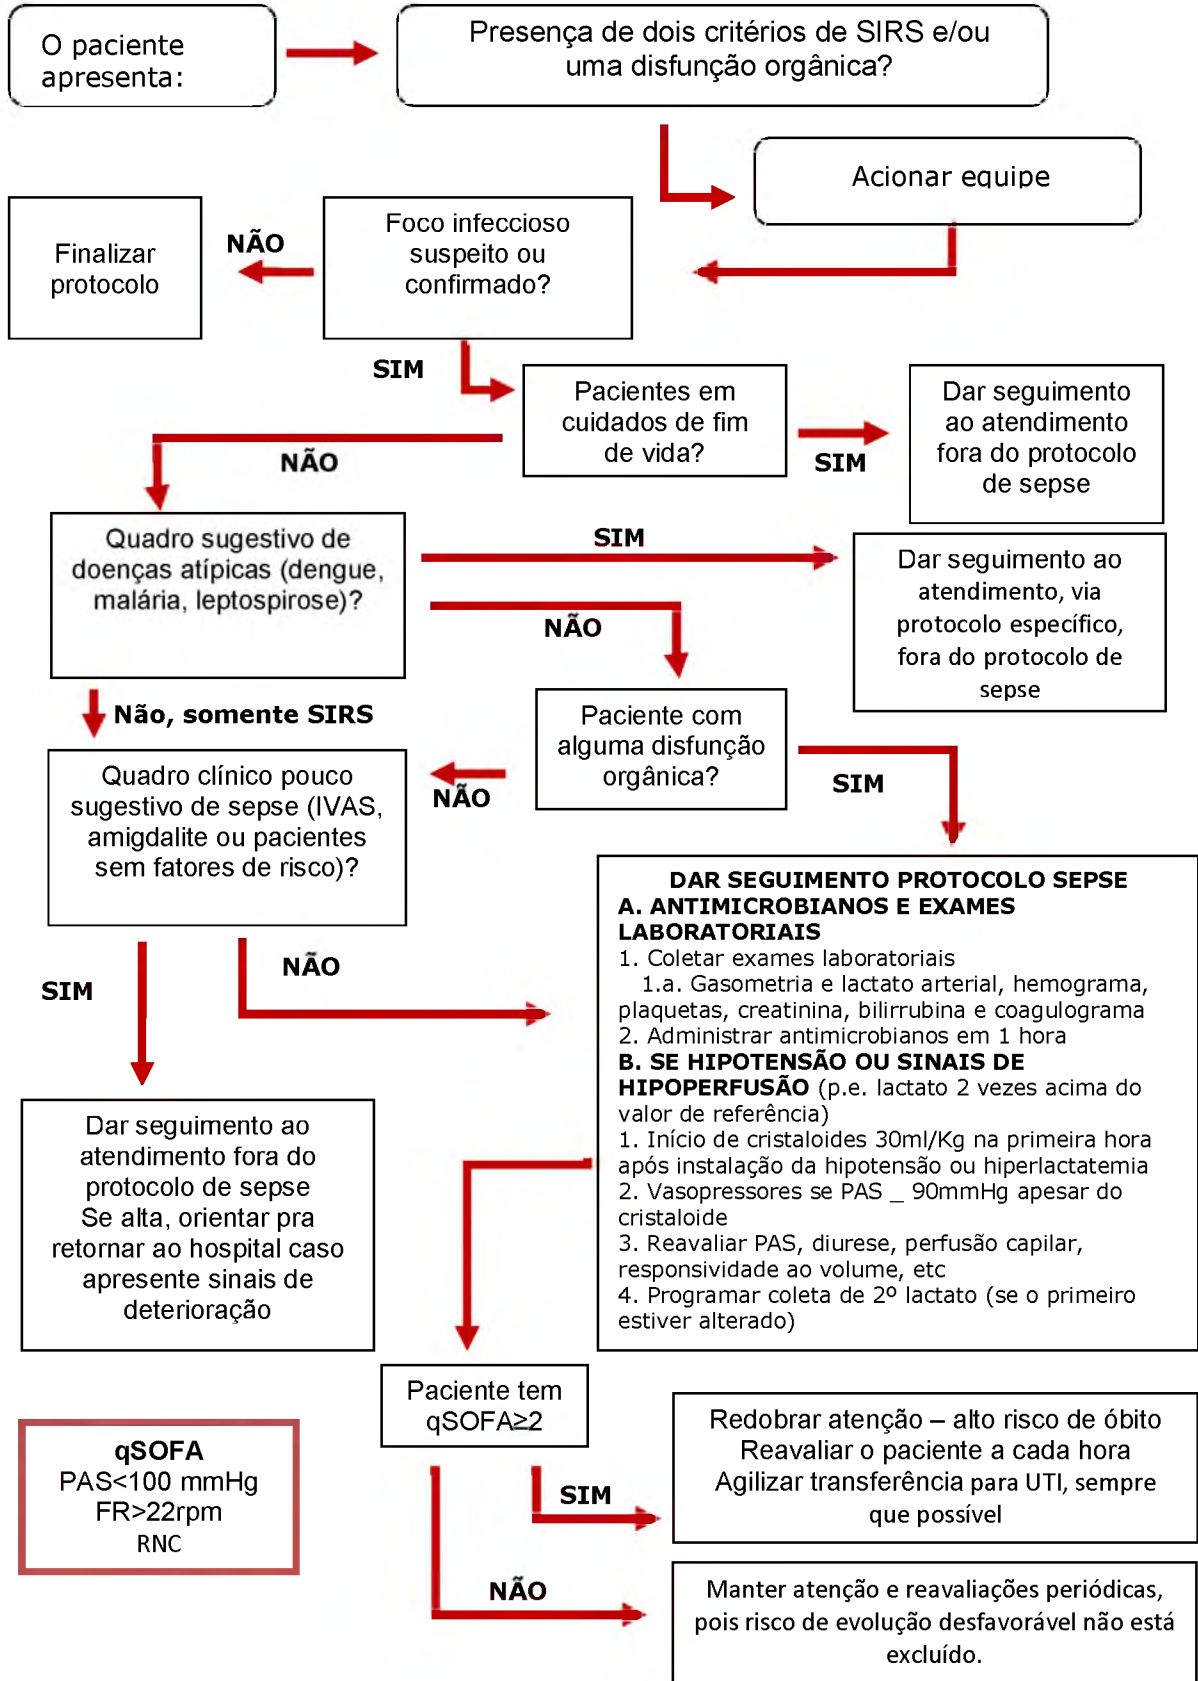 O paciente
apresenta:
Presença de dois critérios de SIRS e/ou
uma disfunção orgânica?
Acionar equipe
Foco infeccioso
suspeito ou
confirmado?
NÃO
Finalizar
protocolo
SIM
Pacientes em
cuidados de fim
de vida?
SIM
Dar seguimento
ao atendimento
fora do protocolo
de sepse
NÃO
Quadro sugestivo de
doenças atípicas (dengue,
malária, leptospirose)?
SIM
Dar seguimento ao
atendimento, via
protocolo específico,
fora do protocolo de
sepse
NÃO
Não, somente SIRS
Paciente com
alguma disfunção
orgânica?
NÃO
SIM
Quadro clínico pouco
sugestivo de sepse (IVAS,
amigdalite ou pacientes
sem fatores de risco)?
SIM
NÃO
Dar seguimento ao
atendimento fora do
protocolo de sepse
Se alta, orientar pra
retornar ao hospital caso
apresente sinais de
deterioração
DAR SEGUIMENTO PROTOCOLO SEPSE
A. ANTIMICROBIANOS E EXAMES
LABORATORIAIS
1. Coletar exames laboratoriais
1.a. Gasometria e lactato arterial, hemograma,
plaquetas, creatinina, bilirrubina e coagulograma
2. Administrar antimicrobianos em 1 hora
B. SE HIPOTENSÃO OU SINAIS DE
HIPOPERFUSÃO (p.e. lactato 2 vezes acima do
valor de referência)
1. Início de cristaloides 30ml/Kg na primeira hora
após instalação da hipotensão ou hiperlactatemia
2. Vasopressores se PAS _ 90mmHg apesar do
cristaloide
3. Reavaliar PAS, diurese, perfusão capilar,
responsividade ao volume, etc
4. Programar coleta de 2º lactato (se o primeiro
estiver alterado)
Paciente tem
qSOFA≥2
qSOFA
PAS<100 mmHg
FR>22rpm
RNC
SIM
Redobrar atenção – alto risco de óbito
Reavaliar o paciente a cada hora
Agilizar transferência para UTI, sempre
que possível
NÃO
Manter atenção e reavaliações periódicas,
pois risco de evolução desfavorável não está
excluído.